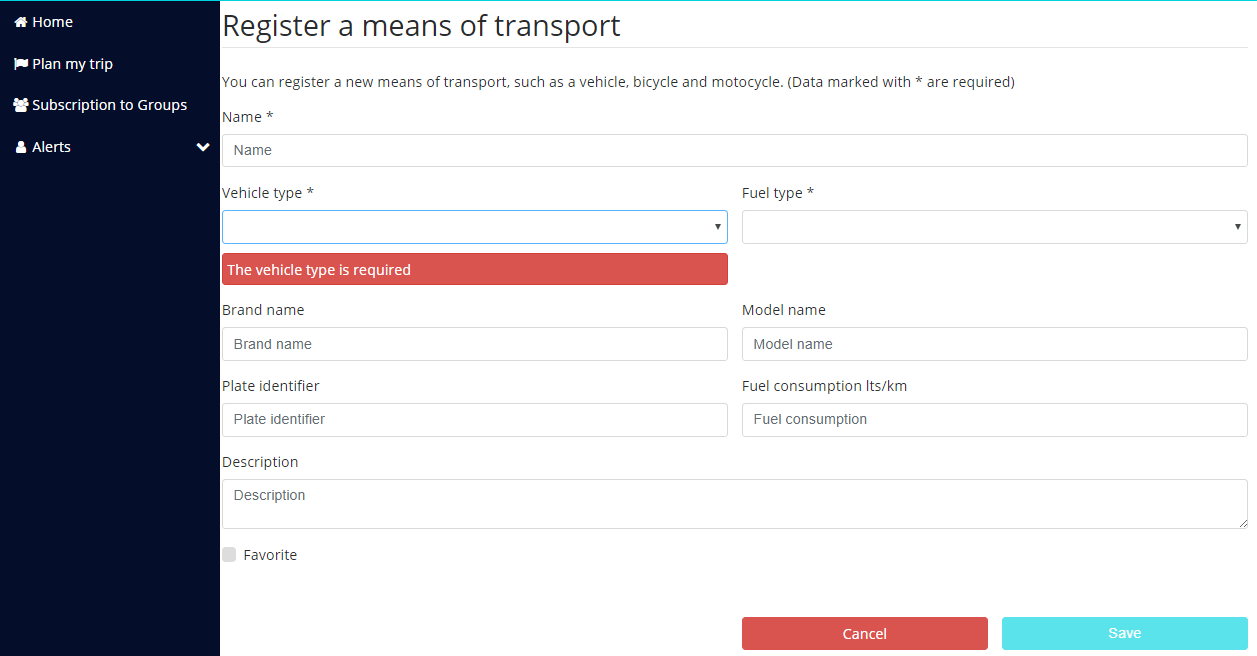 Home
Plan my trip
Subscription to Groups
Alerts
Register a means of transport
You can register a new means of transport, such as a vehicle, bicycle and motocycle. (Data marked with * are required)
Name *
Name
Vehicle type *
Fuel type *
The vehicle type is required
Brand name
Model name
Brand name
Model name
Plate identifier
Fuel consumption lts/km
Plate identifier
Fuel consumption
Description
Description
Favorite
Cancel
Save